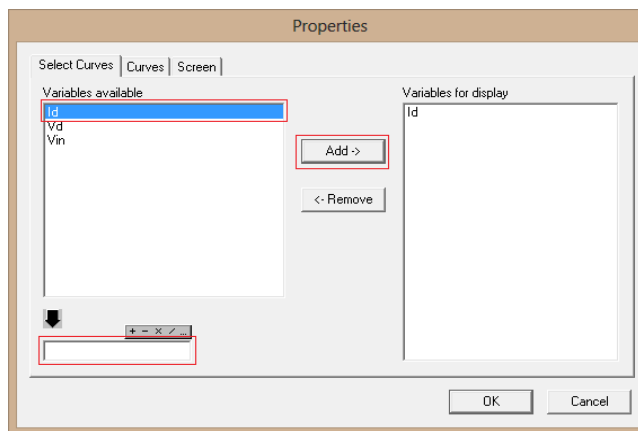 Properties
Select Curves Curves Screen
Variables available
Id
Vd
Vin
Add ->
<- Remove
Variables for display
Id
+ − × / ...
OK Cancel